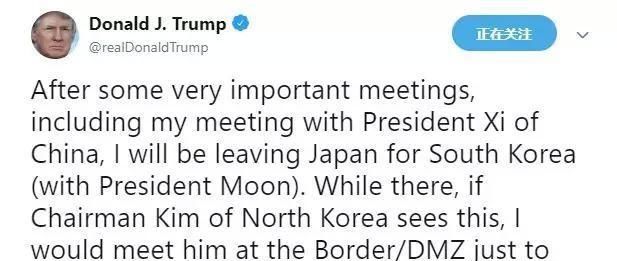 Donald J. Trump
@realDonaldTrump
正在关注
After some very important meetings,
including my meeting with President Xi of
China, I will be leaving Japan for South Korea
(with President Moon). While there, if
Chairman Kim of North Korea sees this, I
would meet him at the Border/DMZ just to